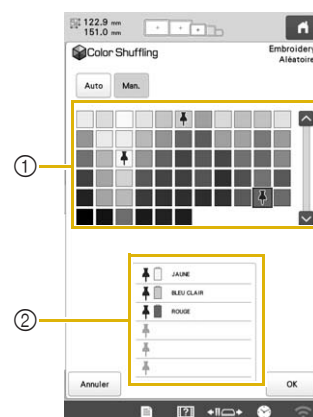 122.9 mm
151.0 mm
Color Shuffling
Embroidery
Aléatoire
Auto
Man.
①
JAUNE
BLEU CLAIR
ROUGE
②
Annuler
OK